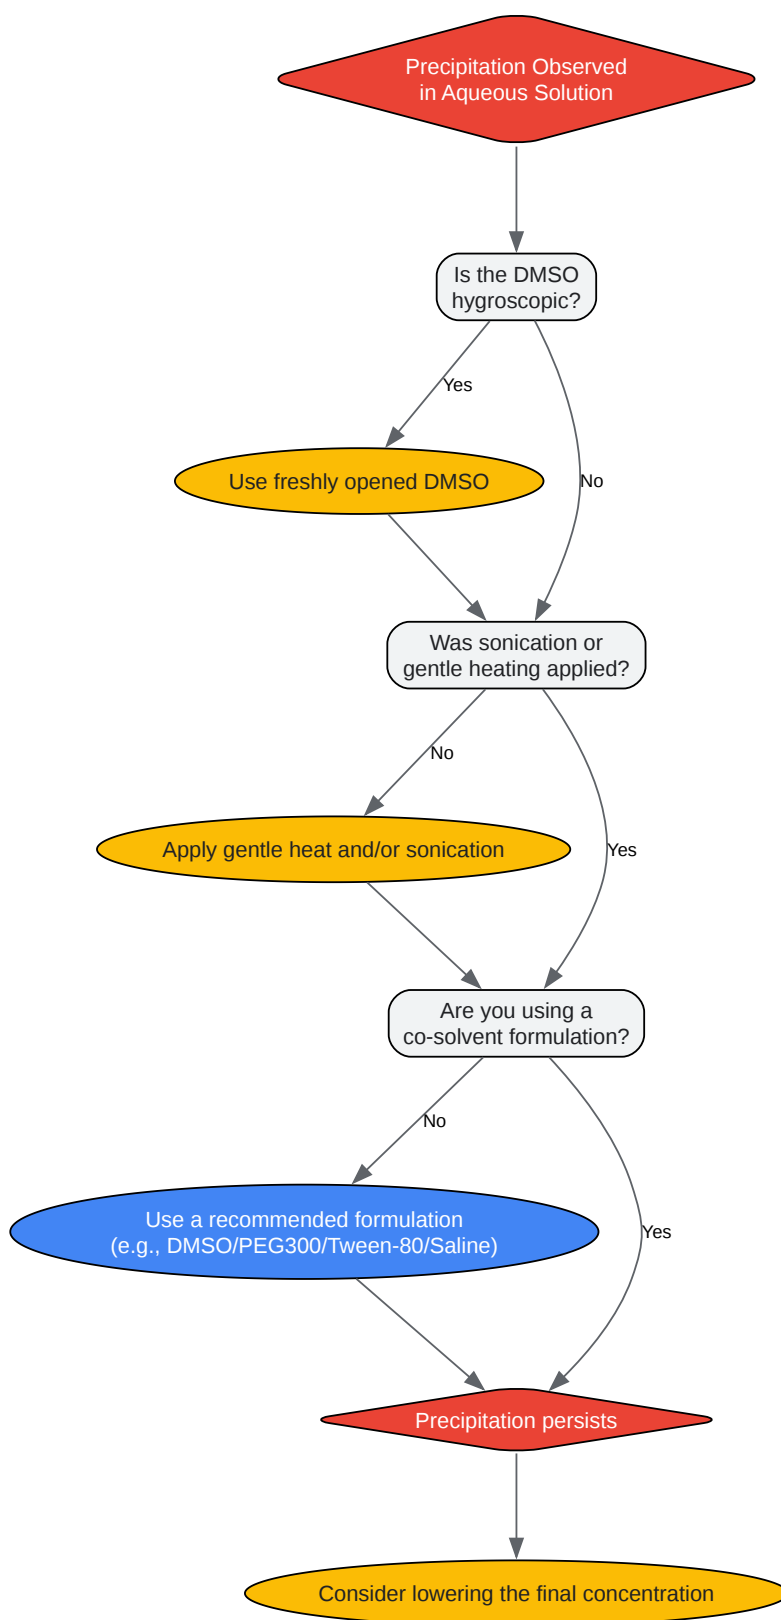 Precipitation Observed
in Aqueous Solution
Is the DMSO
hygroscopic?
Yes
Use freshly opened DMSO
No
Was sonication or
gentle heating applied?
No
Apply gentle heat and/or sonication
Yes
Are you using a
co-solvent formulation?
No
Use a recommended formulation
(e.g., DMSO/PEG300/Tween-80/Saline)
Yes
Precipitation persists
Consider lowering the final concentration